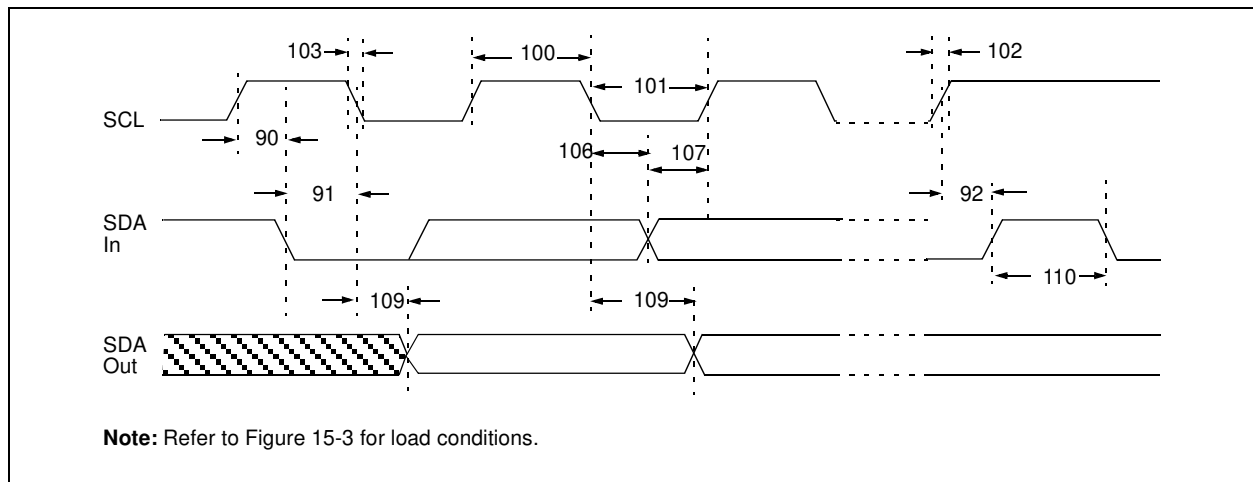 103
100
102
101
SCL
90
106
107
91
92
SDA
In
110
109
109
SDA
Out
Note: Refer to Figure 15-3 for load conditions.